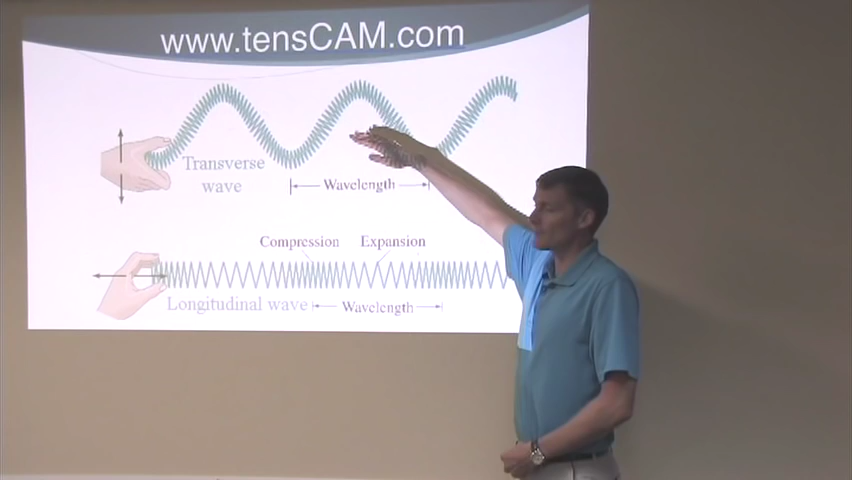 www.tensCAM.com
Transverse
wave
Wavelength
Compression Expansion
Longitudinal wave
Wavelength